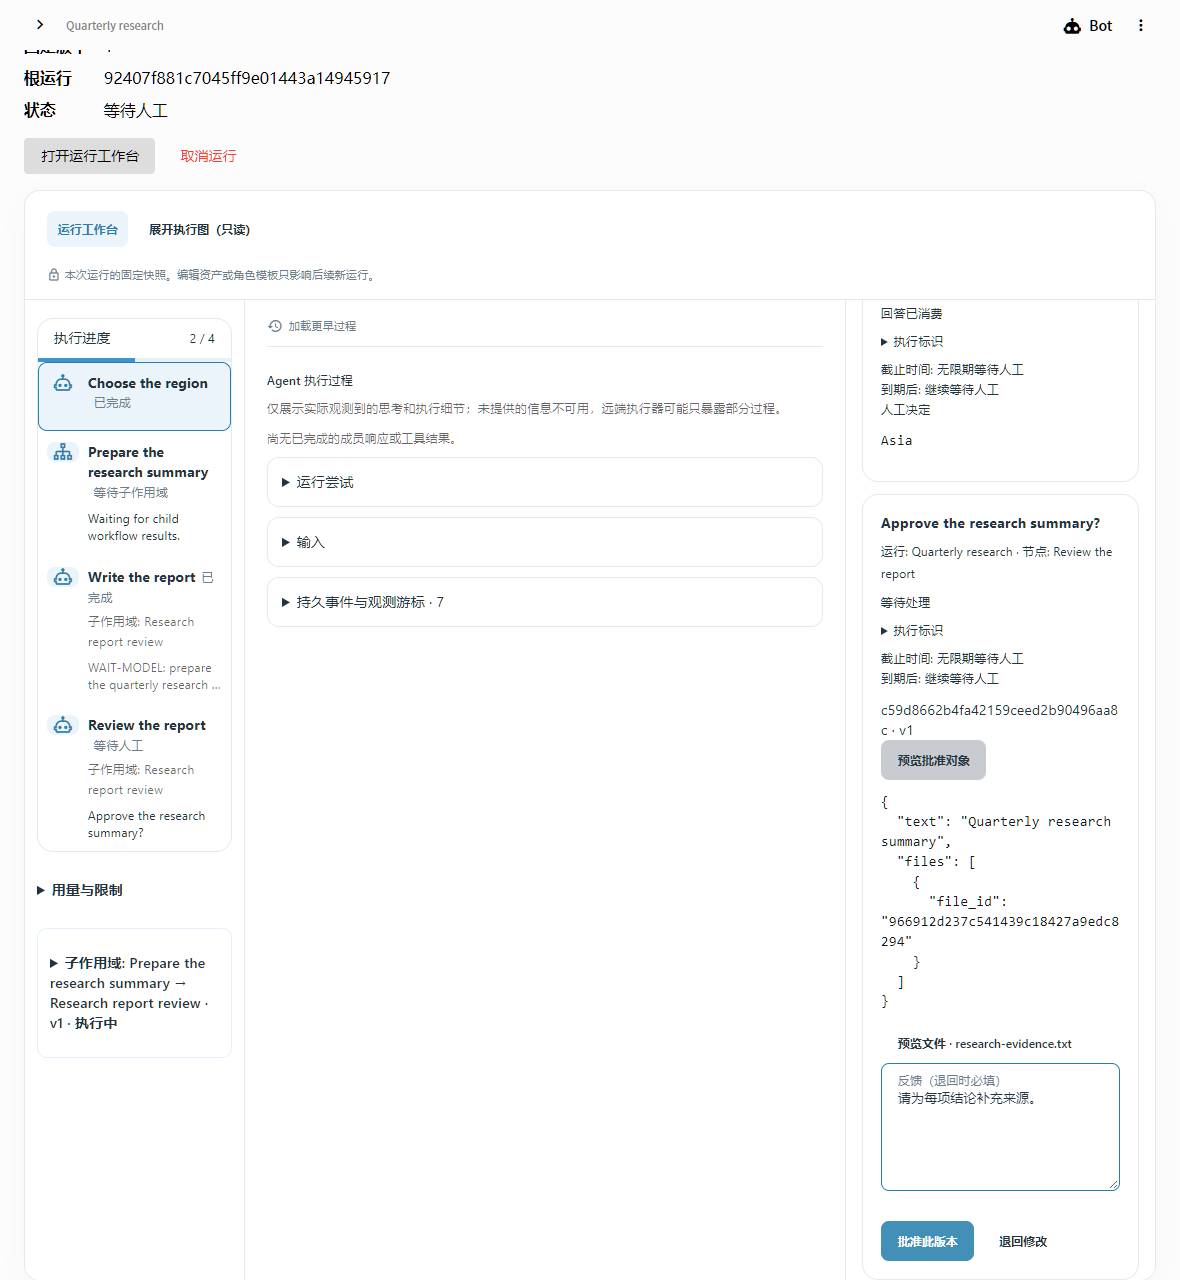 Quarterly research
Bot
根运行 92407f881c7045ff9e01443a14945917
状态 等待人工
打开运行工作台 取消运行
运行工作台 展开执行图（只读）
本次运行的固定快照。编辑资产或角色模板只影响后续新运行。
执行进度 2 / 4
Choose the region
已完成
Prepare the
research summary
等待子作用域
Waiting for child
workflow results.
Write the report 已
完成
子作用域: Research
report review
WAIT-MODEL: prepare
the quarterly research ...
Review the report
等待人工
子作用域: Research
report review
Approve the research
summary?
用量与限制
子作用域: Prepare the
research summary →
Research report review ·
v1 · 执行中
加载更早过程
Agent 执行过程
仅展示实际观测到的思考和执行细节；未提供的信息不可用，远端执行器可能只暴露部分过程。
尚无已完成的成员响应或工具结果。
运行尝试
输入
持久事件与观测游标 · 7
回答已消费
执行标识
截止时间: 无限期等待人工
到期后: 继续等待人工
人工决定
Asia
Approve the research summary?
运行: Quarterly research · 节点: Review the
report
等待处理
执行标识
截止时间: 无限期等待人工
到期后: 继续等待人工
c59d8662b4fa42159ceed2b90496aa8
c · v1
预览批准对象
{
"text": "Quarterly research
summary",
"files": [
{
"file_id":
"966912d237c541439c18427a9edc8
294"
}
]
}
预览文件 · research-evidence.txt
反馈（退回时必填）
请为每项结论补充来源。
批准此版本 退回修改